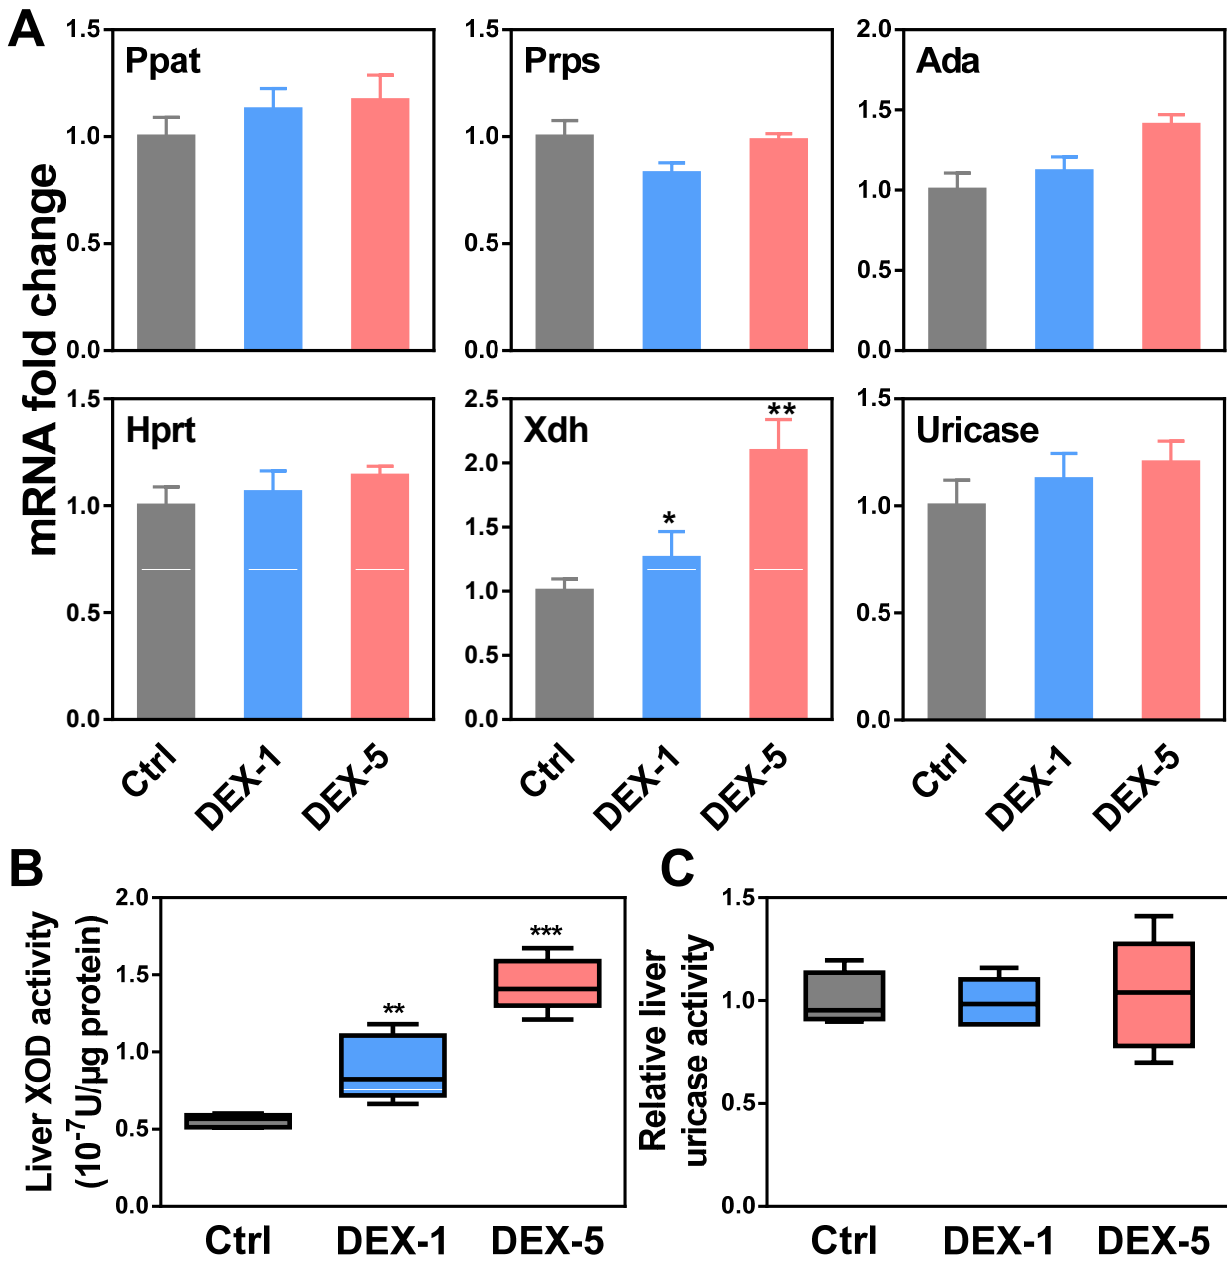 A
mRNA fold change
Ppat
1.5
1.0
0.5
0.0
Prps
1.5
1.0
0.5
0.0
Ada
2.0
1.5
1.0
0.5
0.0
Hprt
1.5
1.0
0.5
0.0
Ctrl
DEX-1
DEX-5
Xdh
2.5
2.0
1.5
1.0
0.5
0.0
*
**
Ctrl
DEX-1
DEX-5
Uricase
1.5
1.0
0.5
0.0
Ctrl
DEX-1
DEX-5
B
Liver XOD activity
(10⁻⁷U/µg protein)
2.0
1.5
1.0
0.5
0.0
**
***
Ctrl
DEX-1
DEX-5
C
Relative liver
uricase activity
1.5
1.0
0.5
0.0
Ctrl
DEX-1
DEX-5